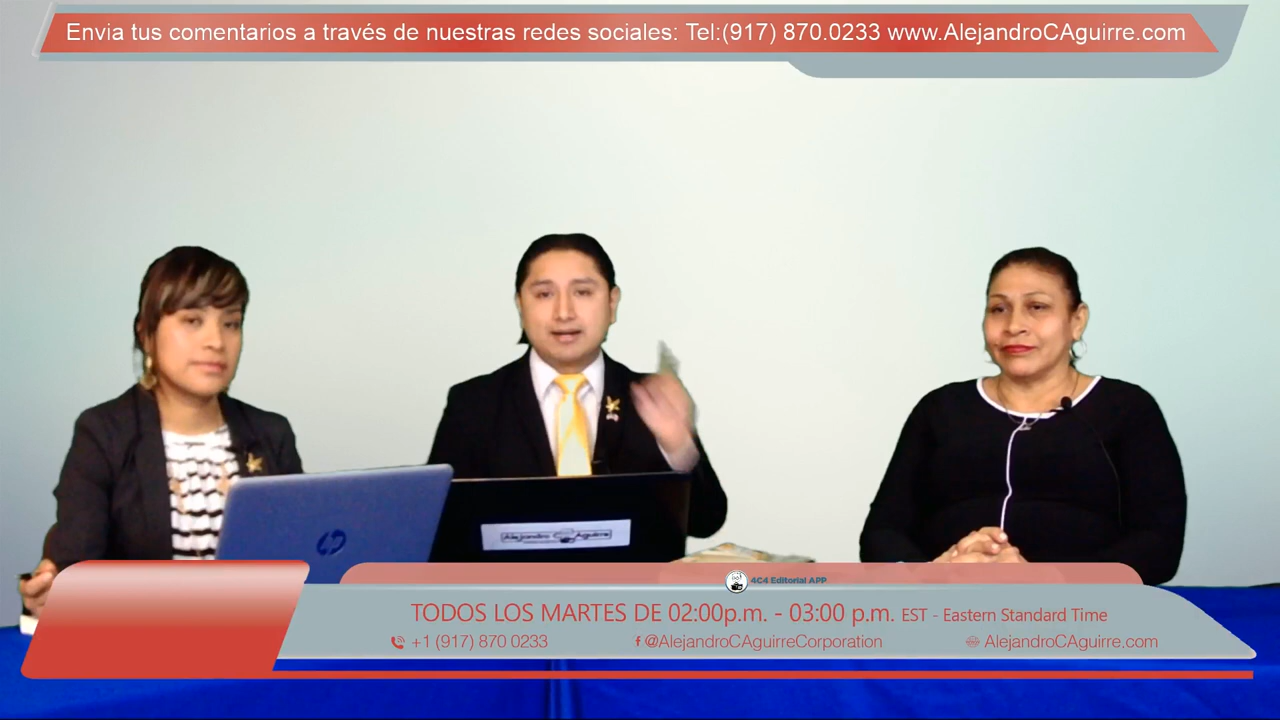 Envia tus comentarios a través de nuestras redes sociales: Tel:(917) 870.0233 www.AlejandroCAguirre.com
hp
Alejandro C Aguirre
4C4 Editorial APP
TODOS LOS MARTES DE 02:00p.m. - 03:00 p.m. EST - Eastern Standard Time
+1 (917) 870 0233 @AlejandroCAguirreCorporation AlejandroCAguirre.com